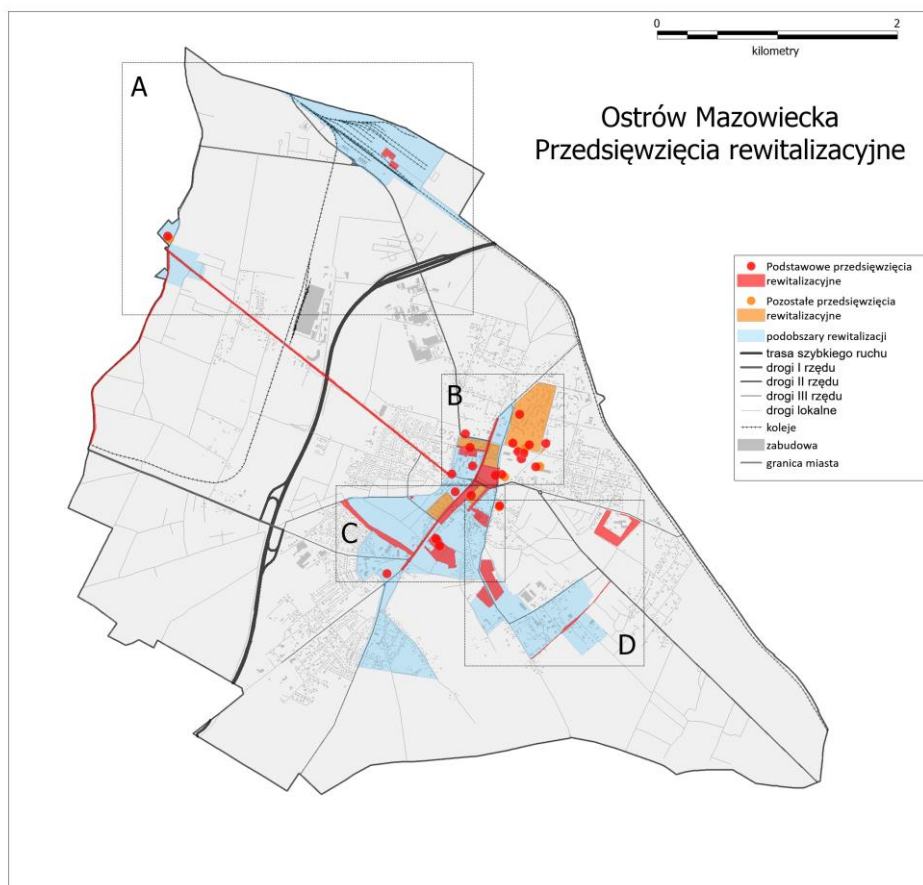 0 2
kilometry
A
Ostrów Mazowiecka
Przedsięwzięcia rewitalizacyjne
Podstawowe przedsięwzięcia
rewitalizacyjne
Pozostałe przedsięwzięcia
rewitalizacyjne
podobszary rewitalizacji
trasa szybkiego ruchu
drogi I rzędu
drogi II rzędu
drogi III rzędu
drogi lokalne
koleje
zabudowa
granica miasta
B
C
D